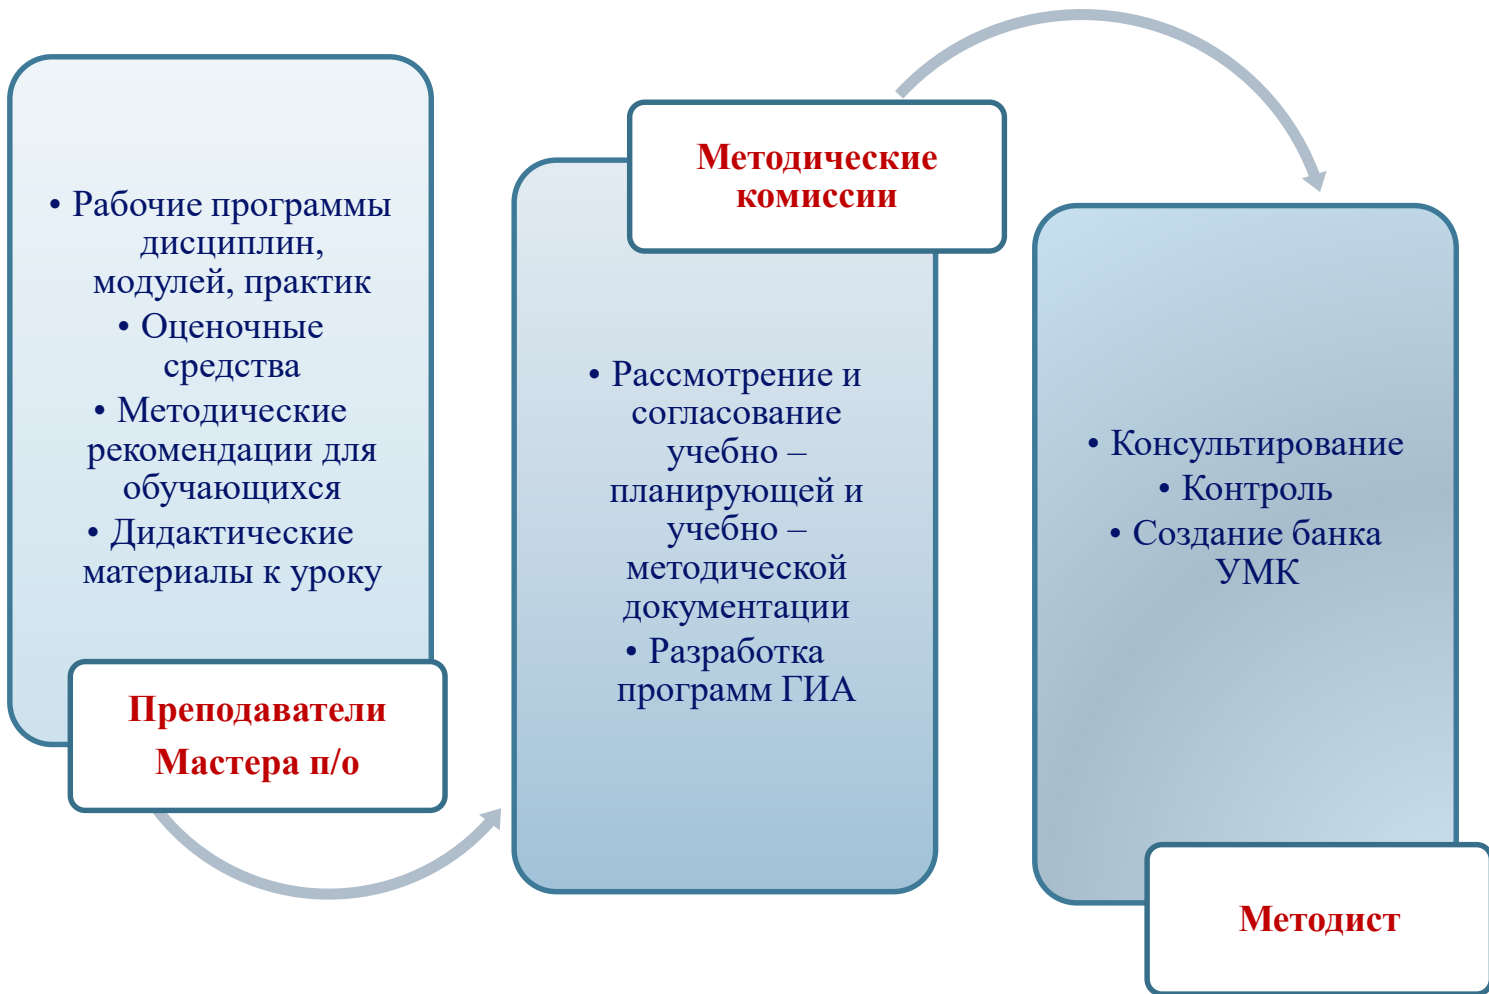 • Рабочие программы
дисциплин,
модулей, практик
• Оценочные
средства
• Методические
рекомендации для
обучающихся
• Дидактические
материалы к уроку
Преподаватели
Мастера п/о
Методические
комиссии
• Рассмотрение и
согласование
учебно –
планирующей и
учебно –
методической
документации
• Разработка
программ ГИА
• Консультирование
• Контроль
• Создание банка
УМК
Методист